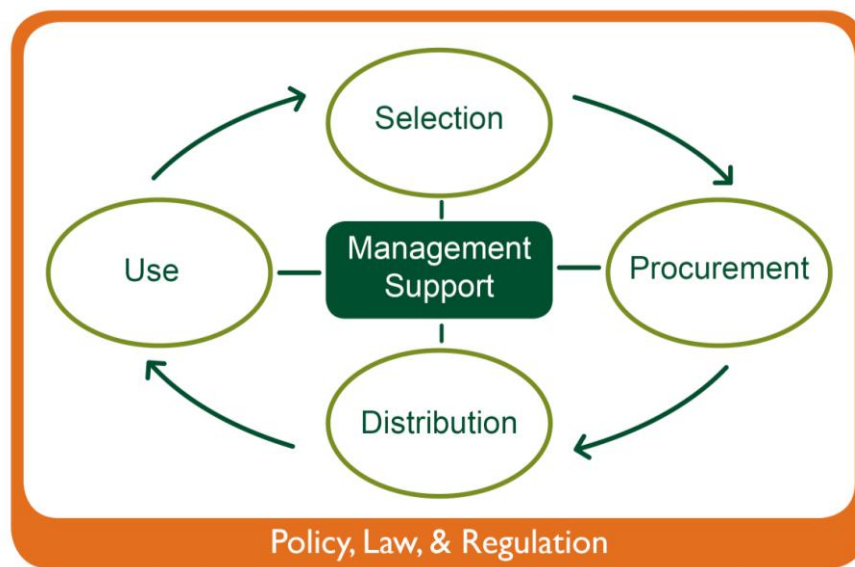 Selection
Use
Management
Support
Procurement
Distribution
Policy, Law, & Regulation